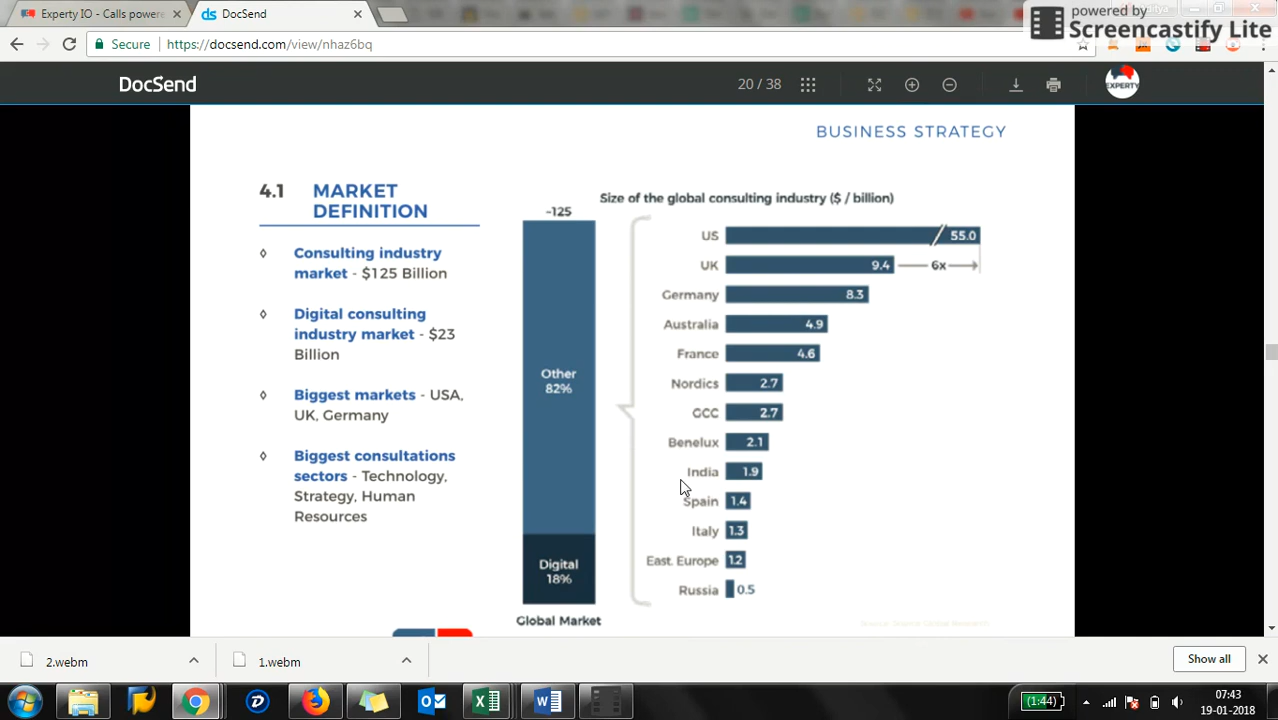 powered by
Screencastify Lite
Experty IO - Calls powere
DocSend
Secure
https://docsend.com/view/nhaz6bq
DocSend
20 / 38
EXPERTY
BUSINESS STRATEGY
4.1 MARKET
DEFINITION
◊ Consulting industry
market - $125 Billion
◊ Digital consulting
industry market - $23
Billion
◊ Biggest markets - USA,
UK, Germany
◊ Biggest consultations
sectors - Technology,
Strategy, Human
Resources
Size of the global consulting industry ($ / billion)
~125
Other
82%
Digital
18%
Global Market
US 55.0
UK 9.4 6x
Germany 8.3
Australia 4.9
France 4.6
Nordics 2.7
GCC 2.7
Benelux 2.1
India 1.9
Spain 1.4
Italy 1.3
East. Europe 1.2
Russia 0.5
2.webm
1.webm
Show all
(1:44)
07:43
19-01-2018